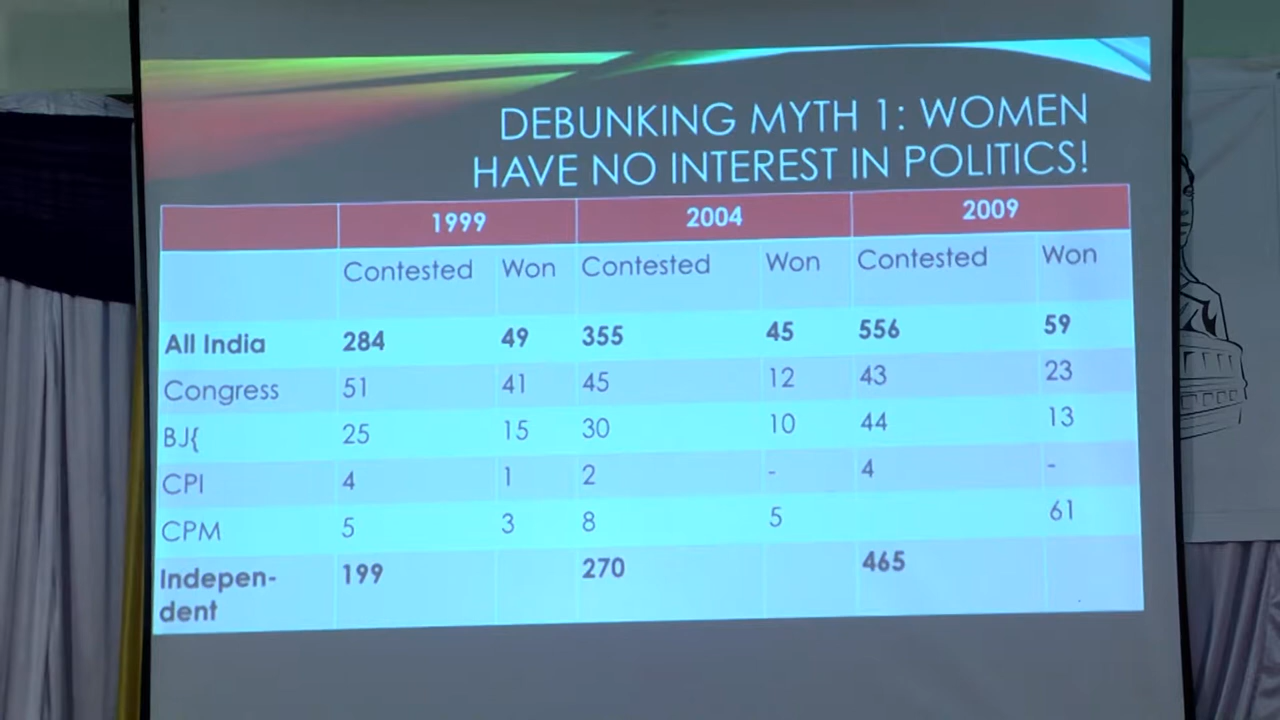 DEBUNKING MYTH 1: WOMEN
HAVE NO INTEREST IN POLITICS!
1999 2004 2009
Contested Won Contested Won Contested Won
All India 284 49 355 45 556 59
Congress 51 41 45 12 43 23
BJ{ 25 15 30 10 44 13
CPI 4 1 2 - 4 -
CPM 5 3 8 5 61
Indepen- 199 270 465
dent